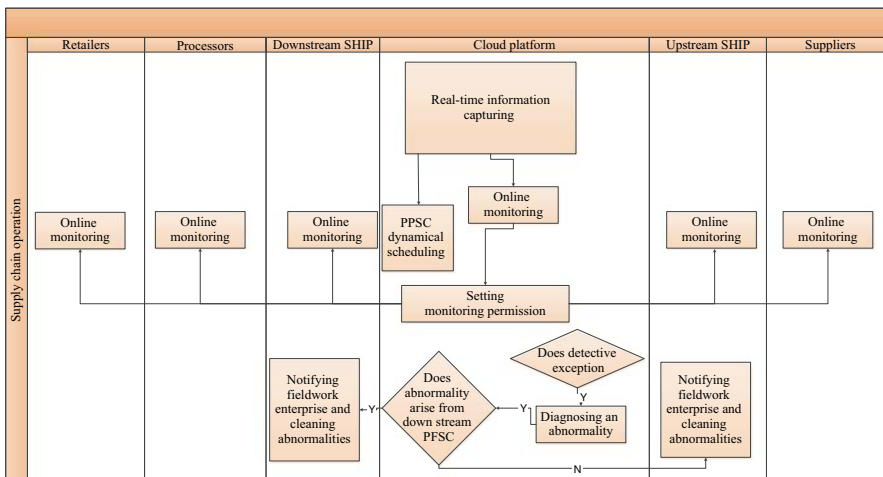 Retailers
Processors
Downstream SHIP
Cloud platform
Upstream SHIP
Suppliers
Supply chain operation
Real-time information
capturing
Online
monitoring
Online
monitoring
Online
monitoring
PPSC
dynamical
scheduling
Online
monitoring
Online
monitoring
Online
monitoring
Setting
monitoring permission
Does detective
exception
Y
Notifying
fieldwork
enterprise and
cleaning
abnormalities
Y
Does
abnormality
arise from
down stream
PFSC
Y
Diagnosing an
abnormality
Notifying
fieldwork
enterprise and
cleaning
abnormalities
N